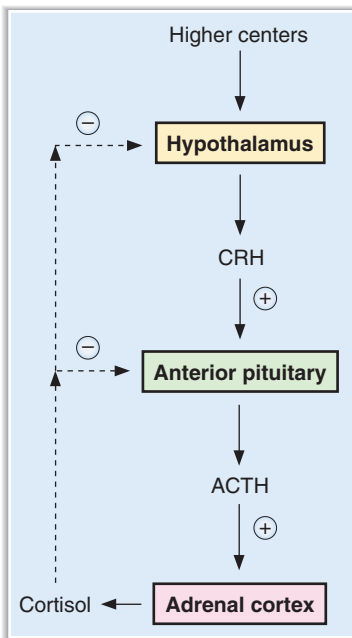 Higher centers
−
Hypothalamus
CRH
+
−
Anterior pituitary
ACTH
+
Cortisol
Adrenal cortex